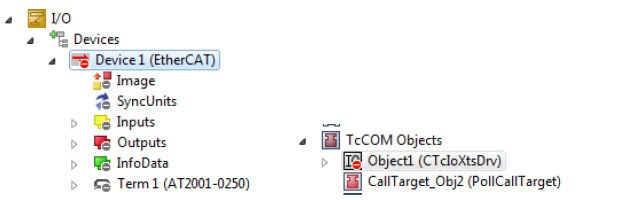 I/O
Devices
Device 1 (EtherCAT)
Image
SyncUnits
Inputs
Outputs
InfoData
Term 1 (AT2001-0250)
TcCOM Objects
Object1 (CTcIoXtsDrv)
CallTarget_Obj2 (PollCallTarget)